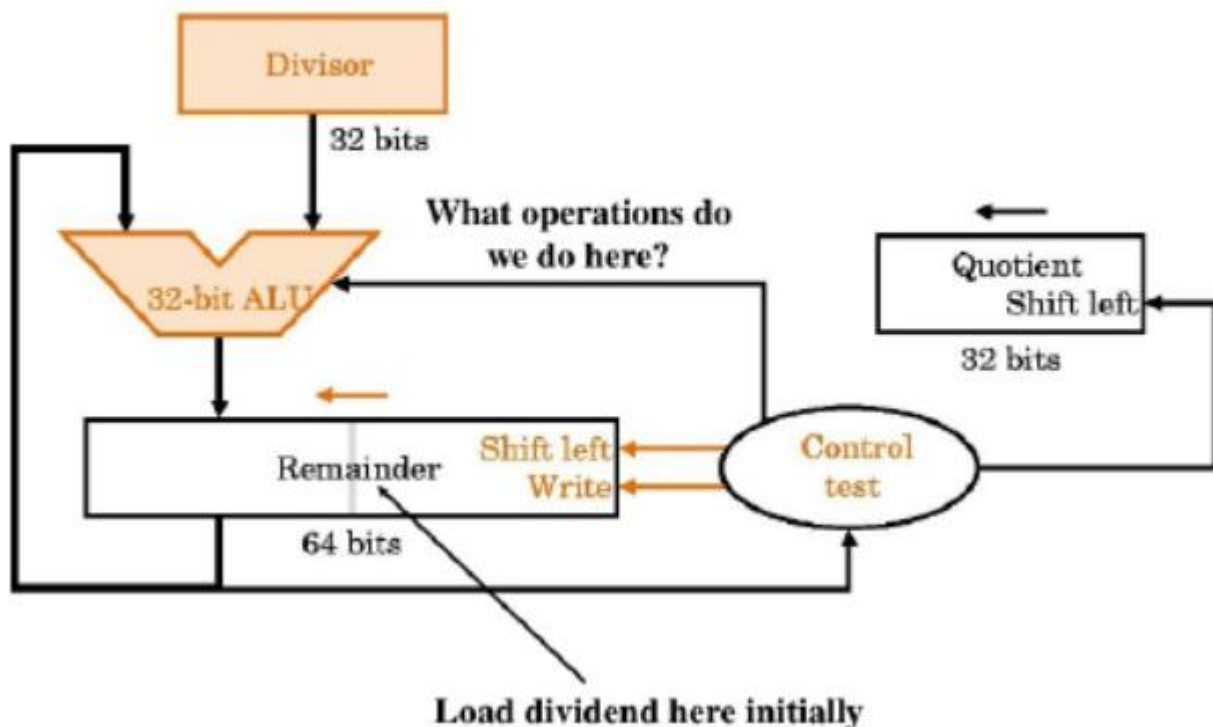 Divisor
32 bits
What operations do
we do here?
32-bit ALU
Quotient
Shift left
32 bits
Remainder
Shift left
Write
Control
test
64 bits
Load dividend here initially